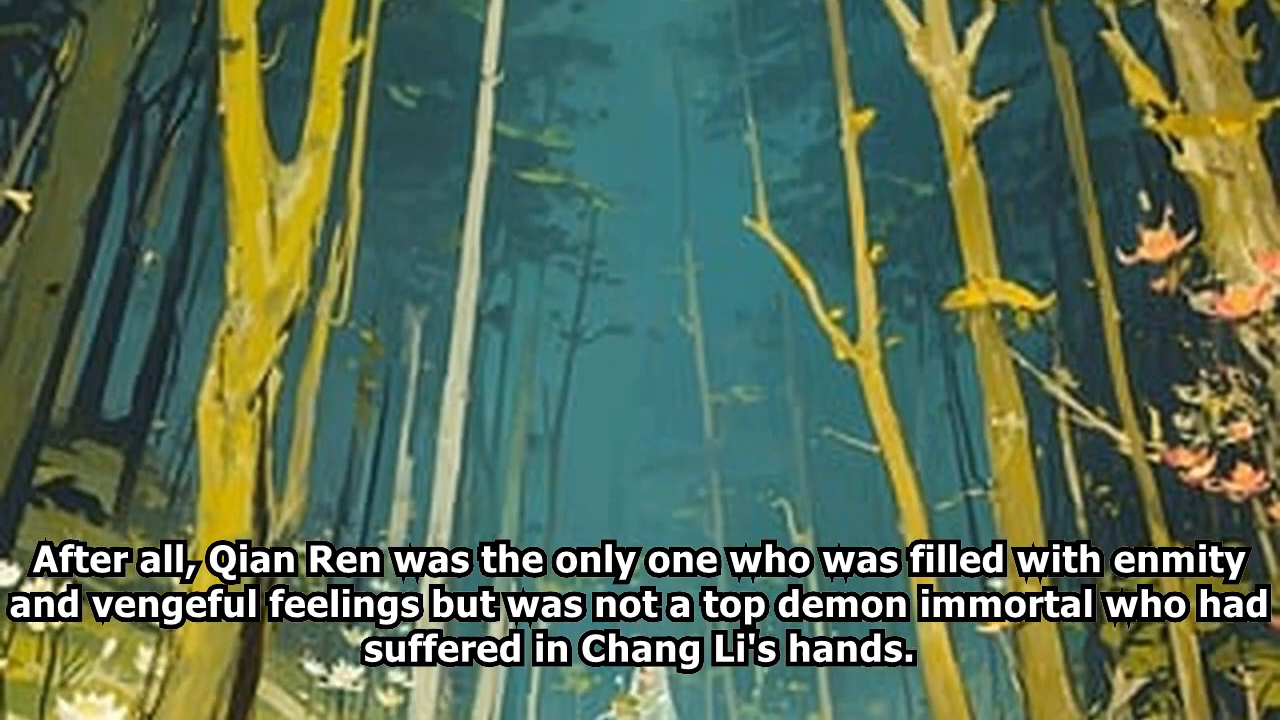 After all, Qian Ren was the only one who was filled with enmity
and vengeful feelings but was not a top demon immortal who had
suffered in Chang Li's hands.